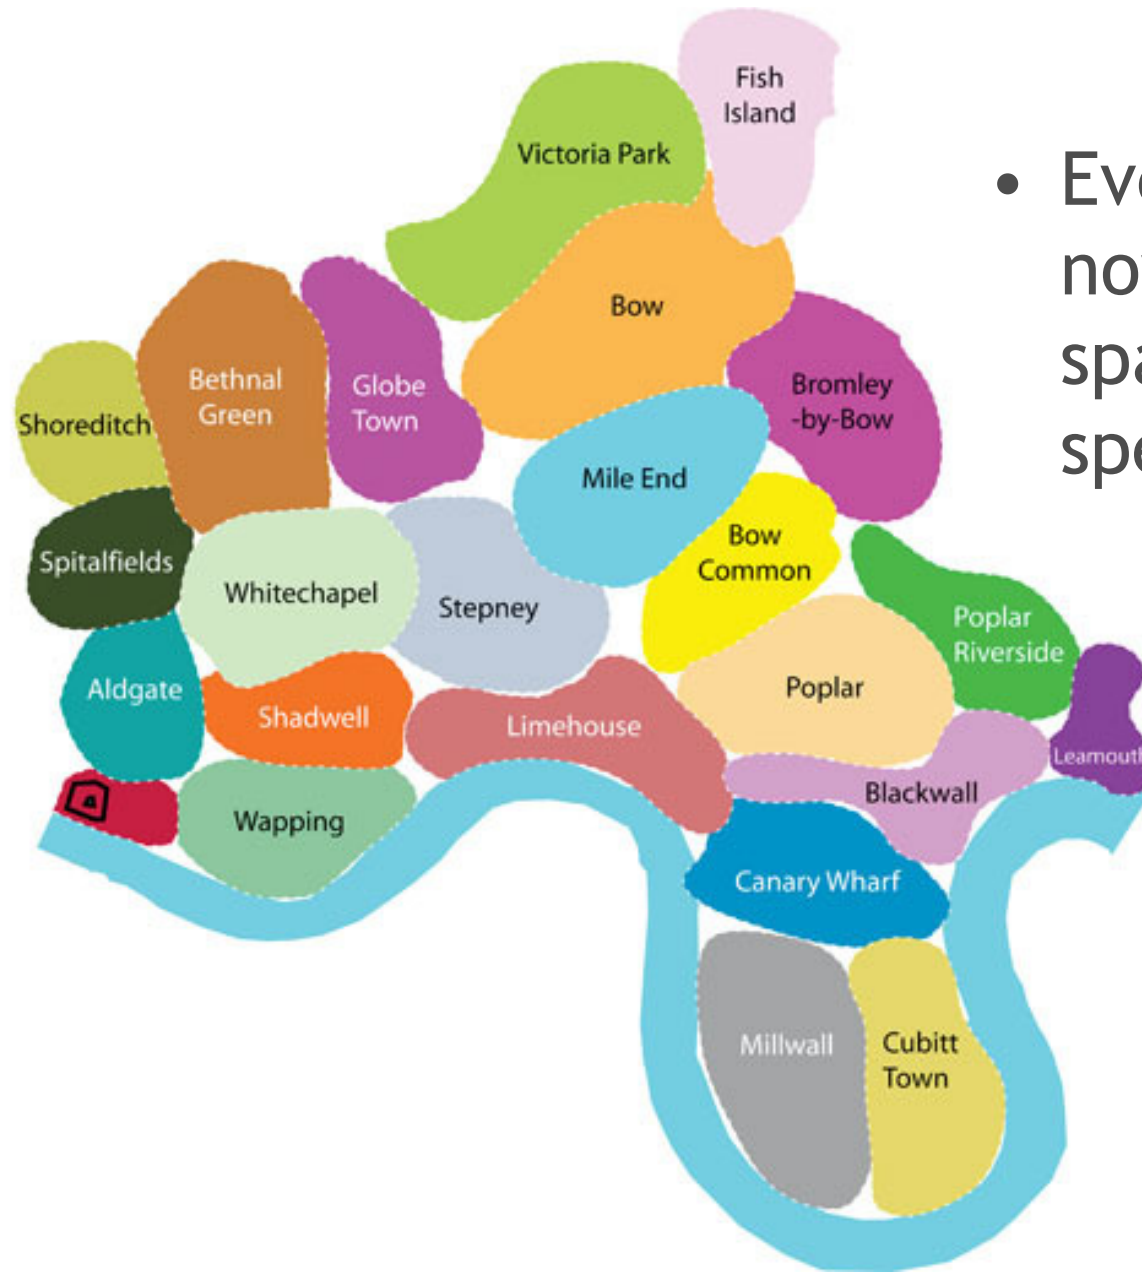 Fish
Island
Victoria Park
Bow
Bethnal
Green
Globe
Town
Bromley
-by-Bow
Shoreditch
Mile End
Spitalfields
Whitechapel
Stepney
Bow
Common
Poplar
Riverside
Aldgate
Shadwell
Limehouse
Poplar
Leamouth
Wapping
Blackwall
Canary Wharf
Millwall
Cubitt
Town